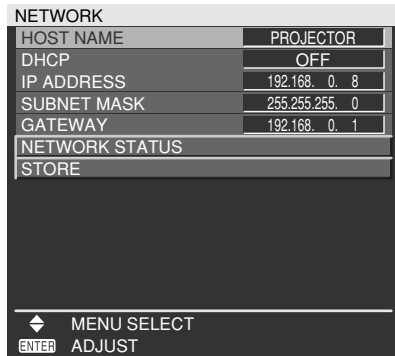 NETWORK
HOST NAME PROJECTOR
DHCP OFF
IP ADDRESS 192.168. 0. 8
SUBNET MASK 255.255.255. 0
GATEWAY 192.168. 0. 1
NETWORK STATUS
STORE
MENU SELECT
ENTER ADJUST